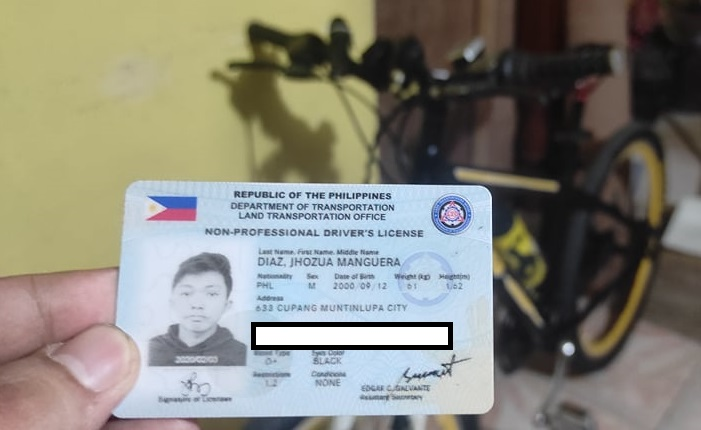 REPUBLIC OF THE PHILIPPINES
DEPARTMENT OF TRANSPORTATION
LAND TRANSPORTATION OFFICE
NON-PROFESSIONAL DRIVER'S LICENSE
Last Name, First Name, Middle Name
DIAZ, JHOZUA MANGUERA
Nationality Sex Date of Birth Weight (kg) Height(m)
PHL M 2000/09/12 61 1.62
Address
633 CUPANG MUNTINLUPA CITY
Blood Type Eyes Color
O+ BLACK
Restrictions Conditions
1,2 NONE
EDGAR C. GALVANTE
Signature of Licensee Assistant Secretary